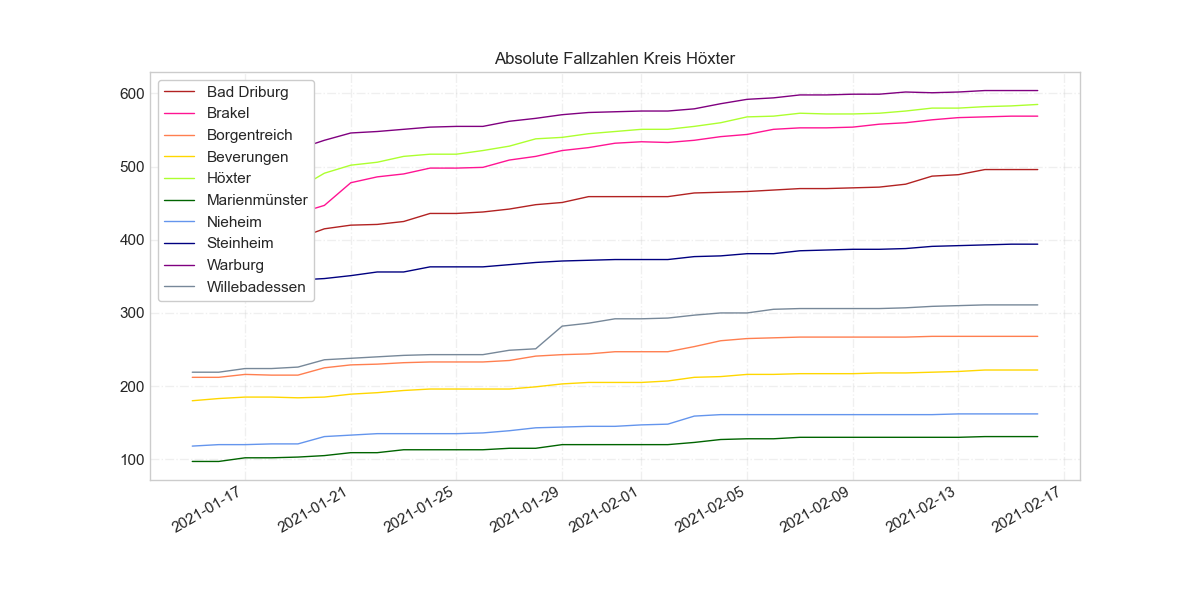 Absolute Fallzahlen Kreis Höxter
600
500
400
300
200
100
Bad Driburg
Brakel
Borgentreich
Beverungen
Höxter
Marienmünster
Nieheim
Steinheim
Warburg
Willebadessen
2021-01-17
2021-01-21
2021-01-25
2021-01-29
2021-02-01
2021-02-05
2021-02-09
2021-02-13
2021-02-17